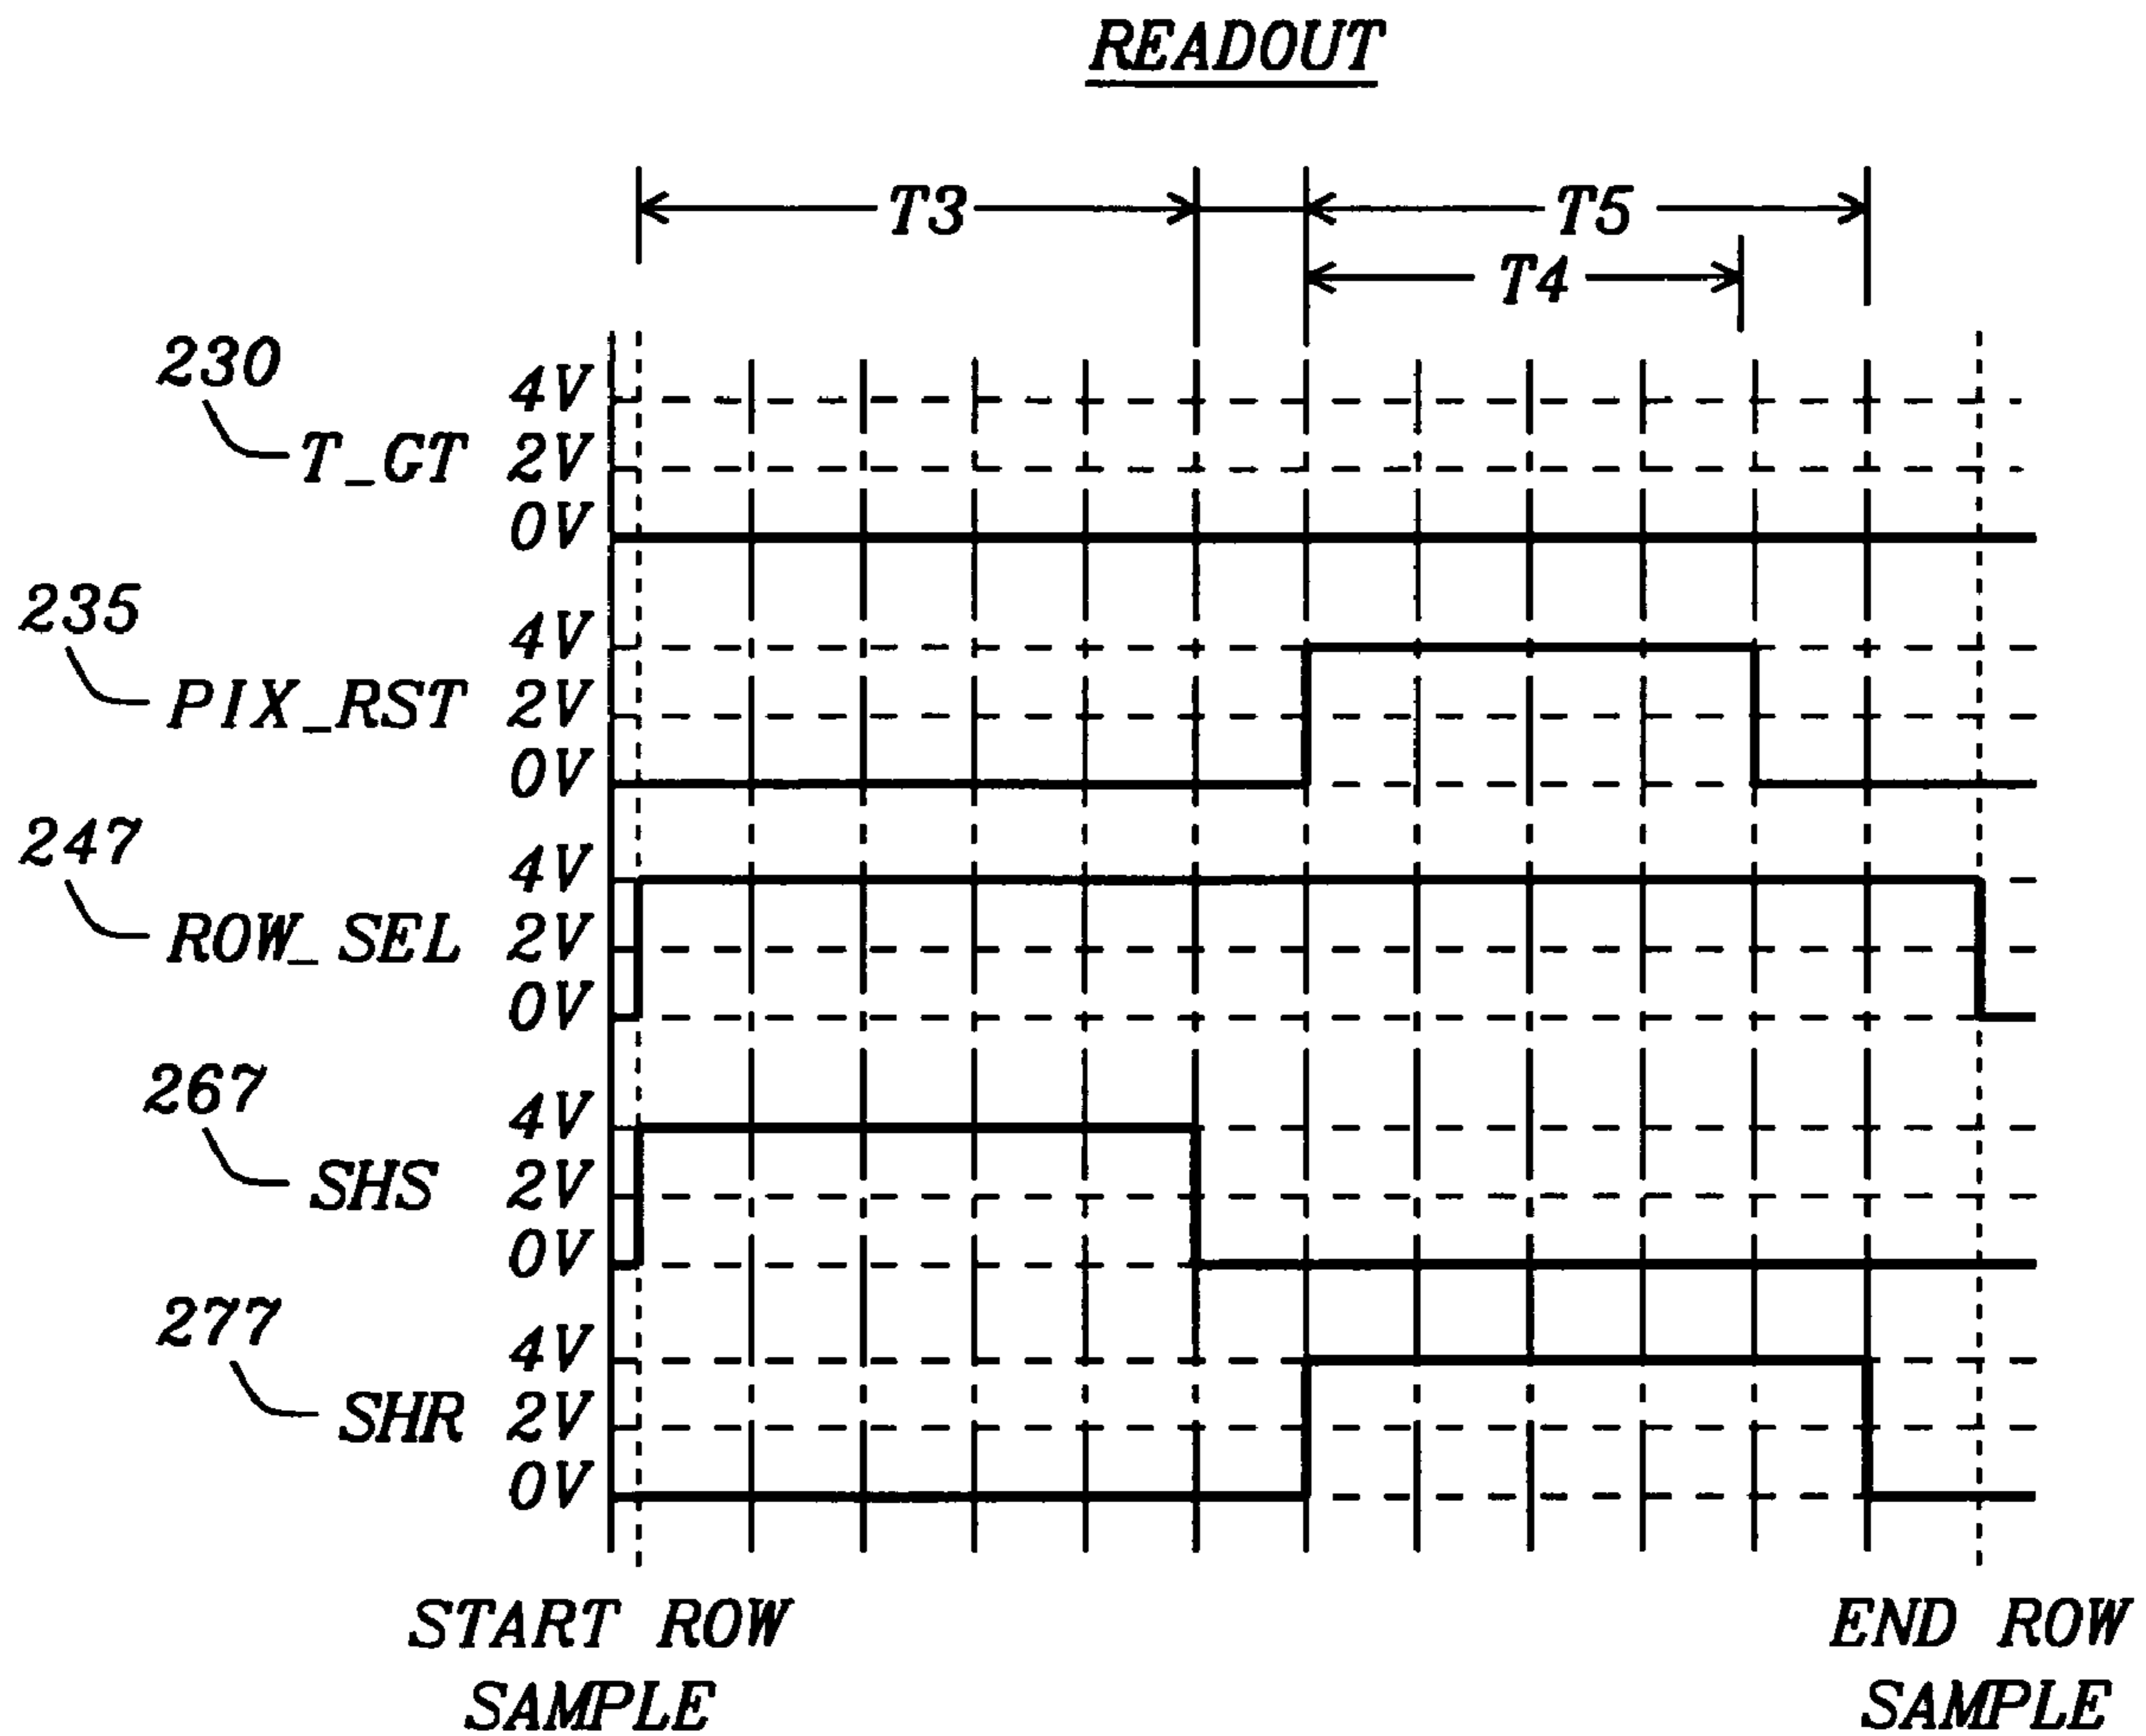 READOUT
T3
T5
T4
230
T_GT
4V
2V
0V
235
PIX_RST
4V
2V
0V
247
ROW_SEL
4V
2V
0V
267
SHS
4V
2V
0V
277
SHR
4V
2V
0V
START ROW
SAMPLE
END ROW
SAMPLE